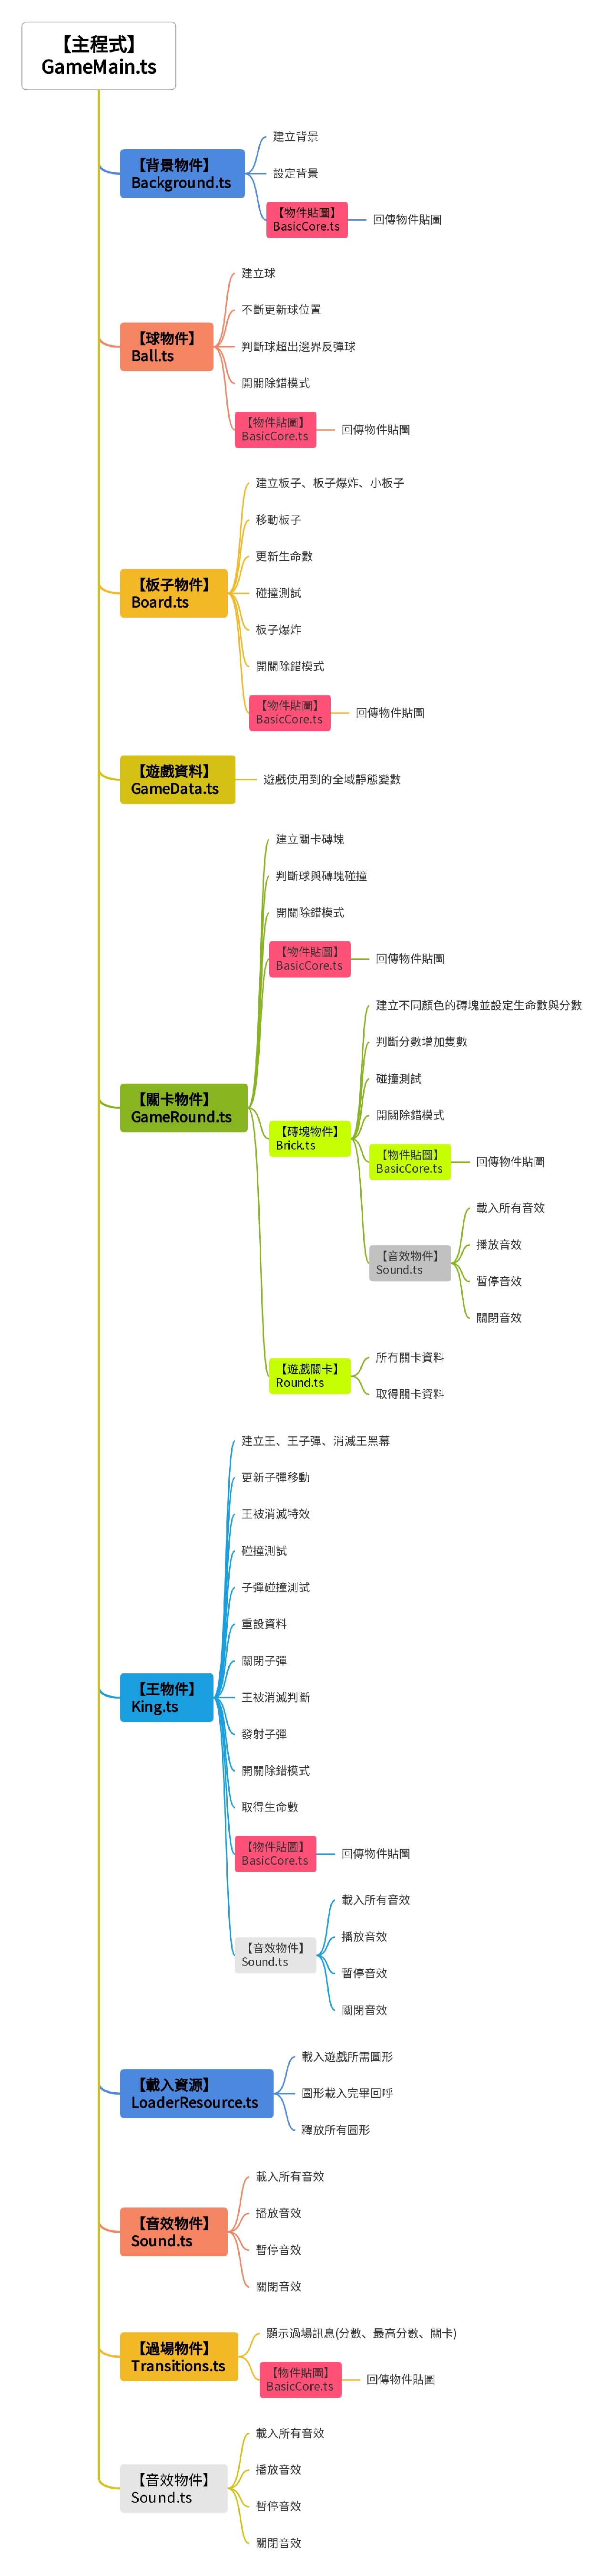 【主程式】
GameMain.ts
【背景物件】
Background.ts
建立背景
設定背景
【物件貼圖】
BasicCore.ts
回傳物件貼圖
【球物件】
Ball.ts
建立球
不斷更新球位置
判斷球超出邊界反彈球
開關除錯模式
【物件貼圖】
BasicCore.ts
回傳物件貼圖
【板子物件】
Board.ts
建立板子、板子爆炸、小板子
移動板子
更新生命數
碰撞測試
板子爆炸
開關除錯模式
【物件貼圖】
BasicCore.ts
回傳物件貼圖
【遊戲資料】
GameData.ts
遊戲使用到的全域靜態變數
【關卡物件】
GameRound.ts
建立關卡磚塊
判斷球與磚塊碰撞
開關除錯模式
【物件貼圖】
BasicCore.ts
回傳物件貼圖
【磚塊物件】
Brick.ts
建立不同顏色的磚塊並設定生命數與分數
判斷分數增加隻數
碰撞測試
開關除錯模式
【物件貼圖】
BasicCore.ts
回傳物件貼圖
【音效物件】
Sound.ts
載入所有音效
播放音效
暫停音效
關閉音效
【遊戲關卡】
Round.ts
所有關卡資料
取得關卡資料
【王物件】
King.ts
建立王、王子彈、消滅王黑幕
更新子彈移動
王被消滅特效
碰撞測試
子彈碰撞測試
重設資料
關閉子彈
王被消滅判斷
發射子彈
開關除錯模式
取得生命數
【物件貼圖】
BasicCore.ts
回傳物件貼圖
【音效物件】
Sound.ts
載入所有音效
播放音效
暫停音效
關閉音效
【載入資源】
LoaderResource.ts
載入遊戲所需圖形
圖形載入完畢回呼
釋放所有圖形
【音效物件】
Sound.ts
載入所有音效
播放音效
暫停音效
關閉音效
【過場物件】
Transitions.ts
顯示過場訊息(分數、最高分數、關卡)
【物件貼圖】
BasicCore.ts
回傳物件貼圖
【音效物件】
Sound.ts
載入所有音效
播放音效
暫停音效
關閉音效